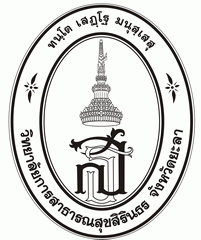 ทนฺโต เสฏฺโฐ มนุสฺเสสุ
วิทยาลัยการสาธารณสุขสิรินธร จังหวัดยะลา